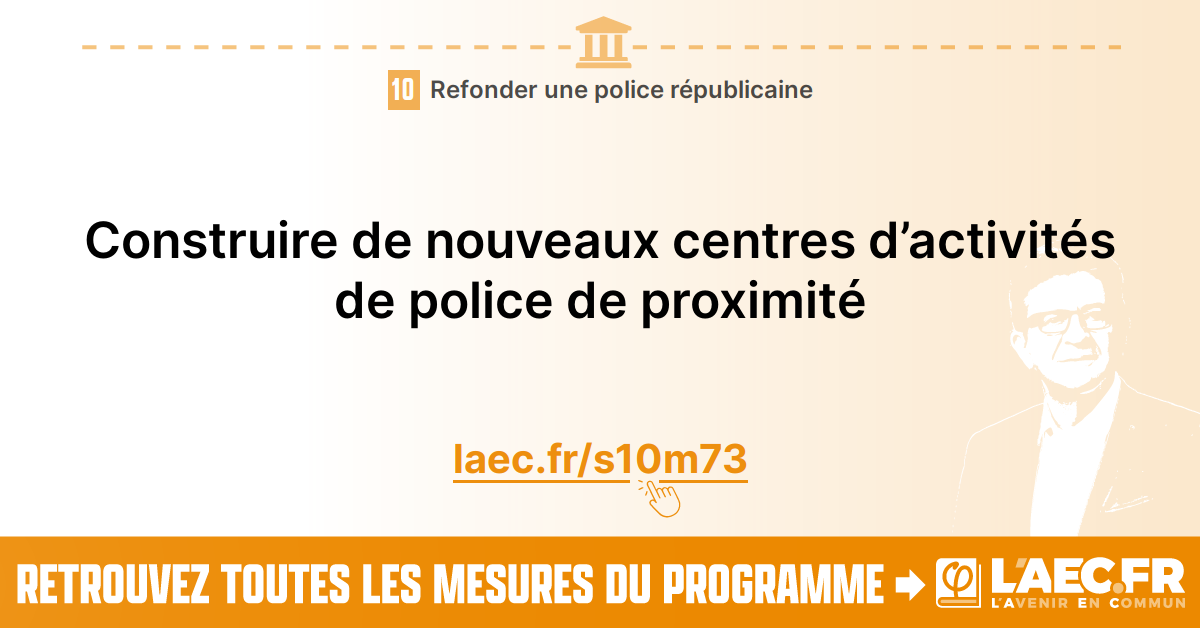 10 Refonder une police républicaine
Construire de nouveaux centres d’activités
de police de proximité
laec.fr/s10m73
RETROUVEZ TOUTES LES MESURES DU PROGRAMME
L'AEC.FR
L'AVENIR EN COMMUN